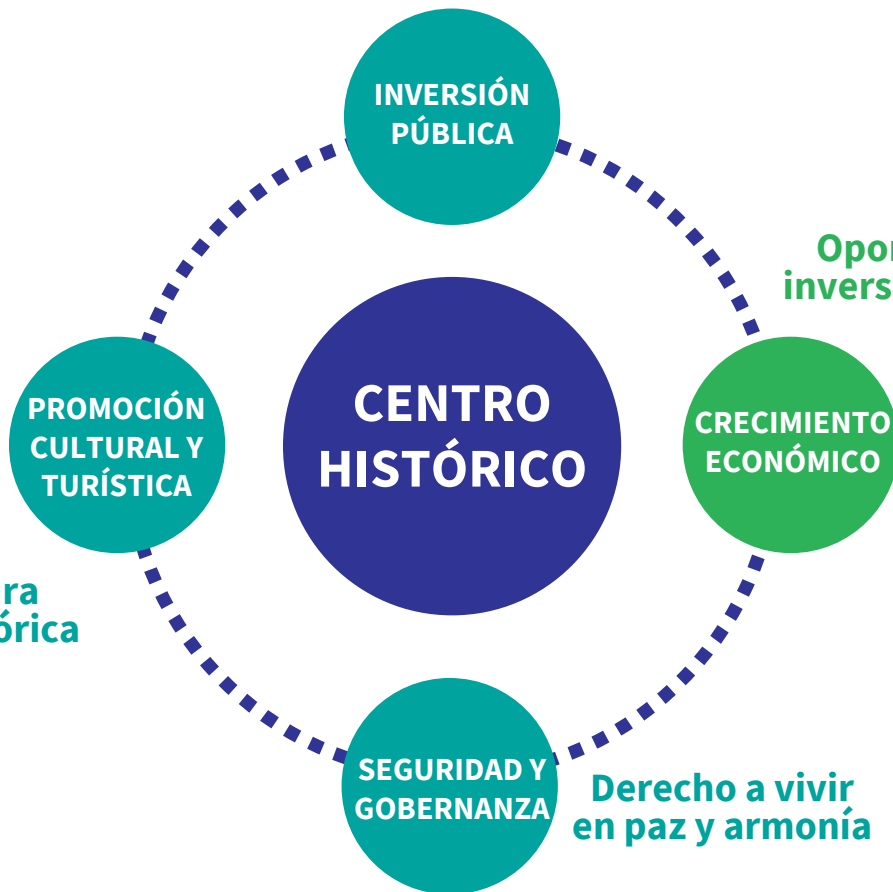 INVERSIÓN
PÚBLICA
CENTRO
HISTÓRICO
PROMOCIÓN
CULTURAL Y
TURÍSTICA
CRECIMIENTO
ECONÓMICO
SEGURIDAD Y
GOBERNANZA
Derecho a vivir
en paz y armonía